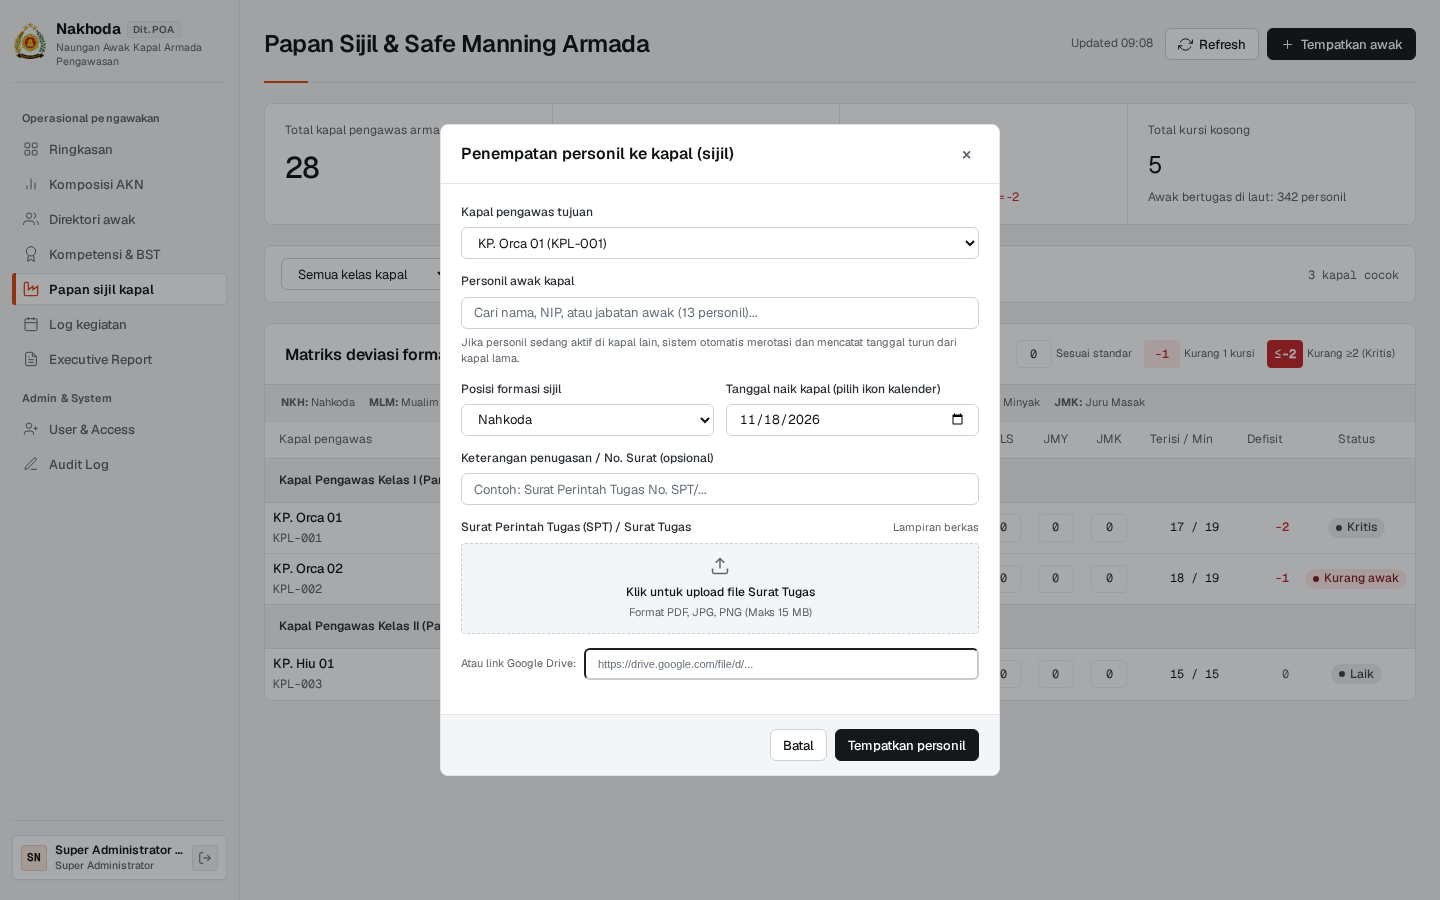 Nakhoda
Dit. POA
Naungan Awak Kapal Armada
Pengawasan
Operasional pengawakan
Ringkasan
Komposisi AKN
Direktori awak
Kompetensi & BST
Papan sijil kapal
Log kegiatan
Executive Report
Admin & System
User & Access
Audit Log
SN
Super Administrator ...
Super Administrator
Papan Sijil & Safe Manning Armada
Updated 09:08
Refresh
Tempatkan awak
Total kapal pengawas arma
28
=-2
Total kursi kosong
5
Awak bertugas di laut: 342 personil
Semua kelas kapal
3 kapal cocok
Matriks deviasi forma
0 Sesuai standar
-1 Kurang 1 kursi
≤-2 Kurang ≥2 (Kritis)
NKH: Nahkoda MLM: Mualim
Minyak JMK: Juru Masak
Kapal pengawas
LS JMY JMK Terisi / Min Defisit Status
Kapal Pengawas Kelas I (Pa
KP. Orca 01
KPL-001
0 0 0 17 / 19 -2 Kritis
KP. Orca 02
KPL-002
0 0 0 18 / 19 -1 Kurang awak
Kapal Pengawas Kelas II (Pa
KP. Hiu 01
KPL-003
0 0 0 15 / 15 0 Laik
Penempatan personil ke kapal (sijil)
×
Kapal pengawas tujuan
KP. Orca 01 (KPL-001)
Personil awak kapal
Cari nama, NIP, atau jabatan awak (13 personil)...
Jika personil sedang aktif di kapal lain, sistem otomatis merotasi dan mencatat tanggal turun dari
kapal lama.
Posisi formasi sijil
Nahkoda
Tanggal naik kapal (pilih ikon kalender)
11/18/2026
Keterangan penugasan / No. Surat (opsional)
Contoh: Surat Perintah Tugas No. SPT/...
Surat Perintah Tugas (SPT) / Surat Tugas
Lampiran berkas
Klik untuk upload file Surat Tugas
Format PDF, JPG, PNG (Maks 15 MB)
Atau link Google Drive:
https://drive.google.com/file/d/...
Batal
Tempatkan personil